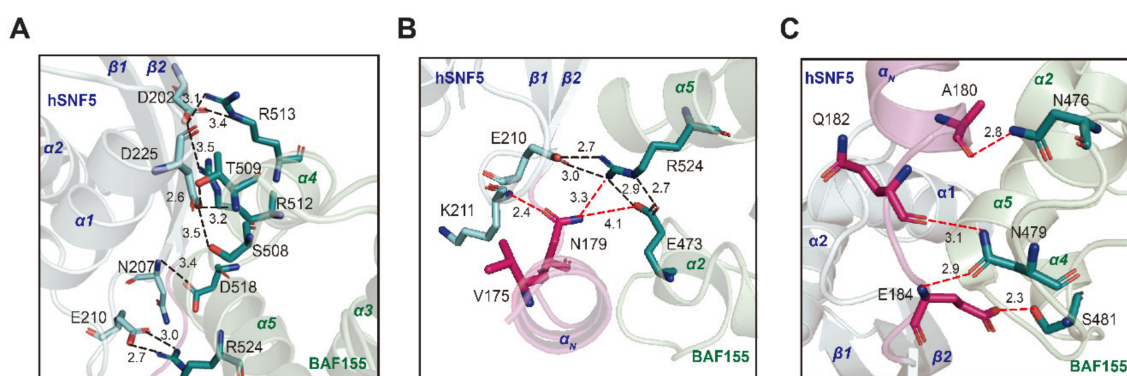 A
B
C
β1 β2
D202
hSNF5
3.1
R513
3.4
α2
D225
3.5
T509
α4
2.6
R512
α1
3.2
3.5
S508
N207
3.4
D518
α3
E210
α5
3.0
2.7
R524
BAF155
hSNF5
β1 β2
α5
E210
2.7
3.0
R524
2.9
2.7
3.3
K211
2.4
4.1
N179
E473
V175
α2
αN
BAF155
hSNF5
αN
A180
α2
N476
Q182
2.8
α1
α5
α2
3.1
N479
α4
2.9
E184
2.3
S481
β1
β2
BAF155